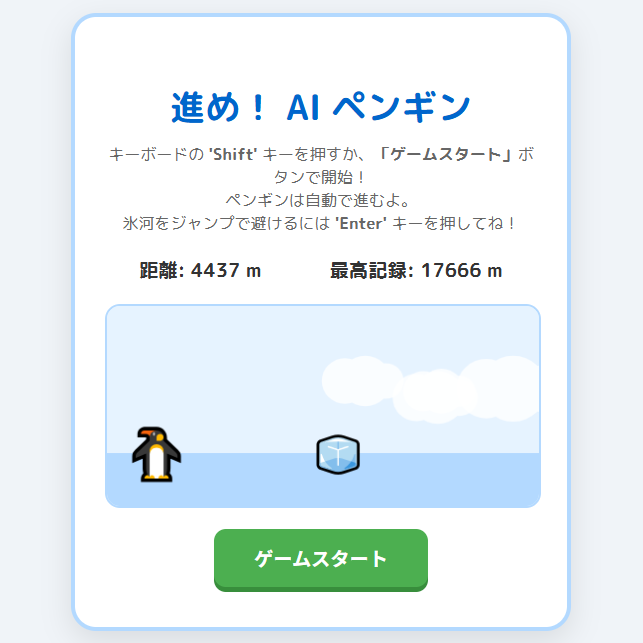 進め！ AI ペンギン
キーボードの 'Shift' キーを押すか、「ゲームスタート」ボ
タンで開始！
ペンギンは自動で進むよ。
氷河をジャンプで避けるには 'Enter' キーを押してね！
距離: 4437 m 最高記録: 17666 m
ゲームスタート